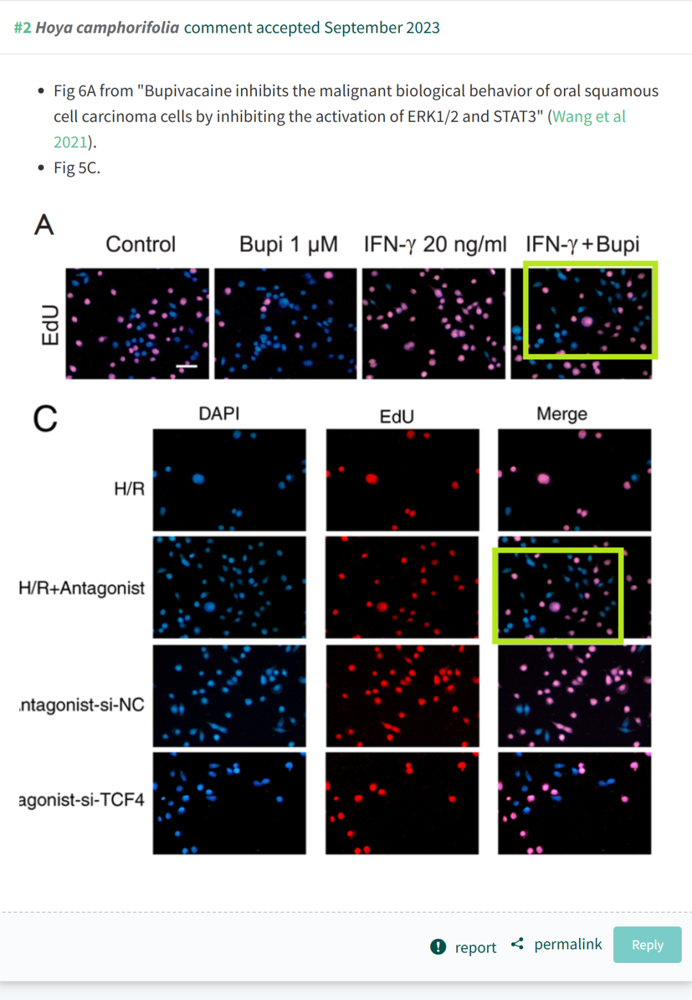 #2 Hoya camphorifolia comment accepted September 2023
• Fig 6A from "Bupivacaine inhibits the malignant biological behavior of oral squamous
cell carcinoma cells by inhibiting the activation of ERK1/2 and STAT3" (Wang et al
2021).
• Fig 5C.
A
Control Bupi 1 μM IFN-γ 20 ng/ml IFN-γ+Bupi
EdU
C
DAPI EdU Merge
H/R
H/R+Antagonist
ntagonist-si-NC
agonist-si-TCF4
report permalink Reply